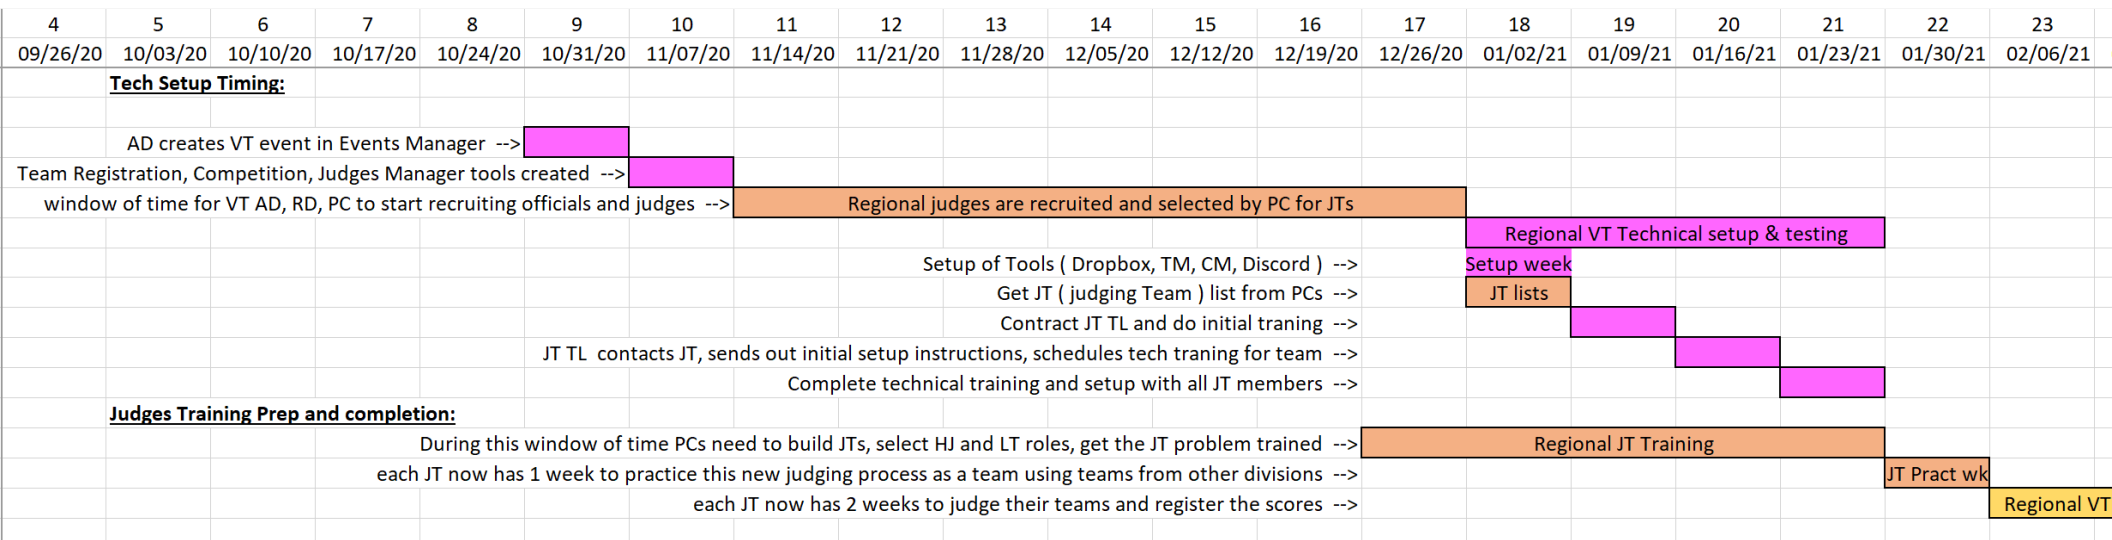 4 5 6 7 8 9 10 11 12 13 14 15 16 17 18 19 20 21 22 23
09/26/20 10/03/20 10/10/20 10/17/20 10/24/20 10/31/20 11/07/20 11/14/20 11/21/20 11/28/20 12/05/20 12/12/20 12/19/20 12/26/20 01/02/21 01/09/21 01/16/21 01/23/21 01/30/21 02/06/21
Tech Setup Timing:
AD creates VT event in Events Manager -->
Team Registration, Competition, Judges Manager tools created -->
window of time for VT AD, RD, PC to start recruiting officials and judges --> Regional judges are recruited and selected by PC for JTs
Regional VT Technical setup & testing
Setup of Tools ( Dropbox, TM, CM, Discord ) --> Setup week
Get JT ( judging Team ) list from PCs --> JT lists
Contract JT TL and do initial traning -->
JT TL contacts JT, sends out initial setup instructions, schedules tech traning for team -->
Complete technical training and setup with all JT members -->
Judges Training Prep and completion:
During this window of time PCs need to build JTs, select HJ and LT roles, get the JT problem trained --> Regional JT Training
each JT now has 1 week to practice this new judging process as a team using teams from other divisions --> JT Pract wk
each JT now has 2 weeks to judge their teams and register the scores --> Regional VT